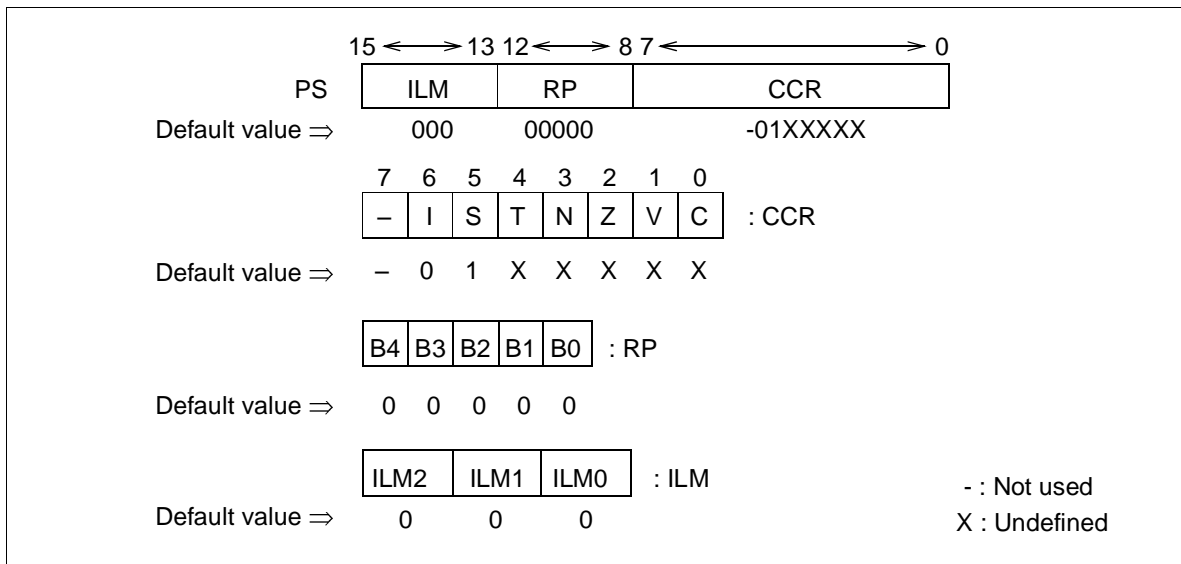 15 ⟷ 13 12 ⟷ 8 7 ⟷ 0
PS ILM RP CCR
Default value ⇒ 000 00000 -01XXXXX
7 6 5 4 3 2 1 0
– I S T N Z V C : CCR
Default value ⇒ – 0 1 X X X X X
B4 B3 B2 B1 B0 : RP
Default value ⇒ 0 0 0 0 0
ILM2 ILM1 ILM0 : ILM
- : Not used
Default value ⇒ 0 0 0
X : Undefined